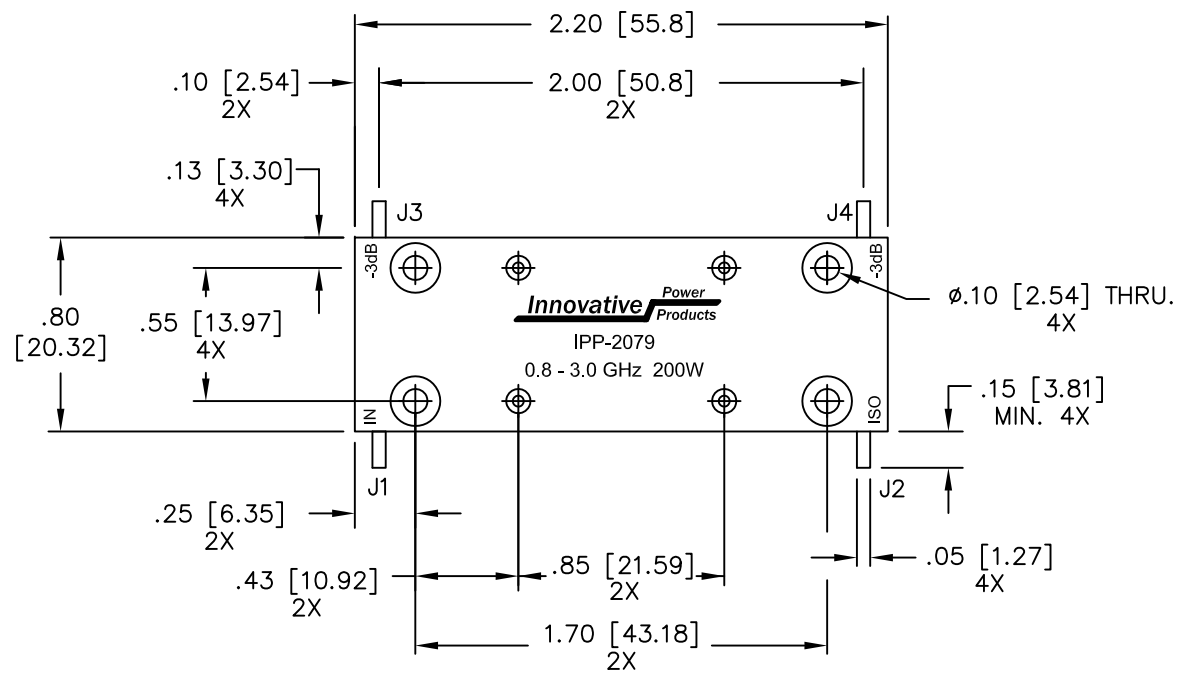 2.20 [55.8]
.10 [2.54]
2X
2.00 [50.8]
2X
.13 [3.30]
4X
J3
J4
-3dB
-3dB
.80
[20.32]
.55 [13.97]
4X
Innovative Power
Products
IPP-2079
0.8 - 3.0 GHz 200W
ø.10 [2.54] THRU.
4X
IN
ISO
.15 [3.81]
MIN. 4X
J1
J2
.25 [6.35]
2X
.43 [10.92]
2X
.85 [21.59]
2X
.05 [1.27]
4X
1.70 [43.18]
2X